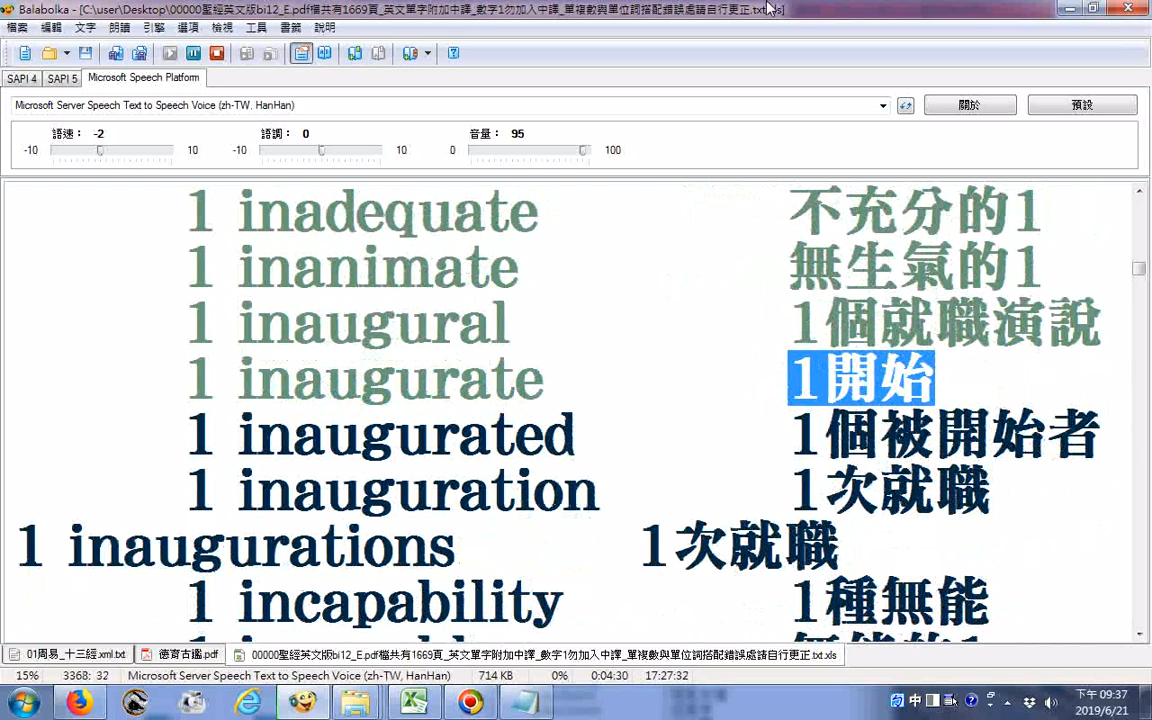 Balabolka - [C:\user\Desktop\00000聖經英文版bi12_E.pdf檔共有1669頁_英文單字附加中譯_數字1勿加入中譯_單複數與單位詞搭配錯誤處請自行更正.txt.xls]
檔案 編輯 文字 朗讀 引擎 選項 檢視 工具 書籤 說明
SAPI 4 SAPI 5 Microsoft Speech Platform
Microsoft Server Speech Text to Speech Voice (zh-TW, HanHan) 關於 預設
語速： -2 語調： 0 音量： 95
-10 10 -10 10 0 100
1 inadequate 不充分的1
1 inanimate 無生氣的1
1 inaugural 1個就職演說
1 inaugurate 1開始
1 inaugurated 1個被開始者
1 inauguration 1次就職
1 inaugurations 1次就職
1 incapability 1種無能
01周易_十三經.xml.txt 德育古鑑.pdf 00000聖經英文版bi12_E.pdf檔共有1669頁_英文單字附加中譯_數字1勿加入中譯_單複數與單位詞搭配錯誤處請自行更正.txt.xls
15% 3368: 32 Microsoft Server Speech Text to Speech Voice (zh-TW, HanHan) 714 KB 0% 0:04:30 17:27:32
中 下午 09:37
2019/6/21